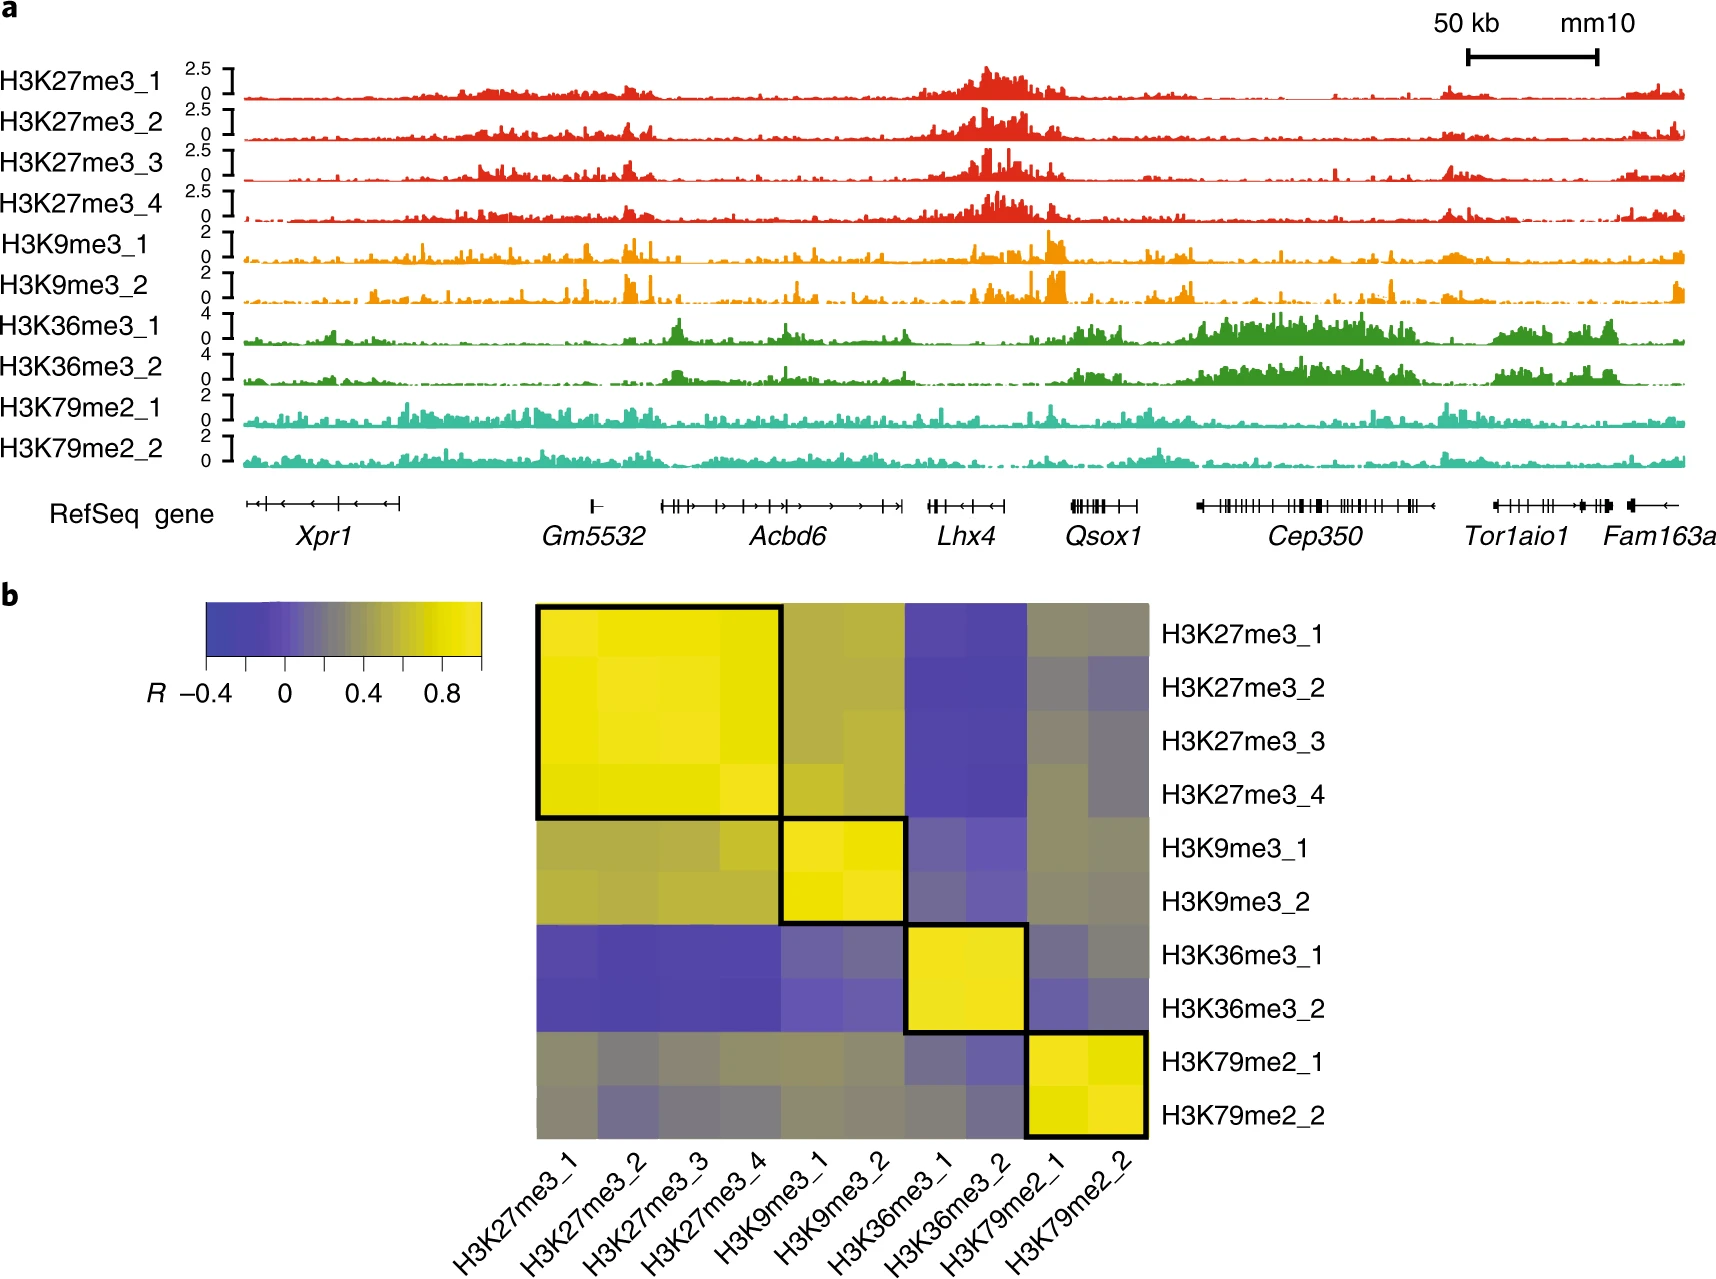 a
50 kb mm10
H3K27me3_1 2.5 0
H3K27me3_2 2.5 0
H3K27me3_3 2.5 0
H3K27me3_4 2.5 0
H3K9me3_1 2 0
H3K9me3_2 2 0
H3K36me3_1 4 0
H3K36me3_2 4 0
H3K79me2_1 2 0
H3K79me2_2 2 0
RefSeq gene
Xpr1 Gm5532 Acbd6 Lhx4 Qsox1 Cep350 Tor1aio1 Fam163a
b
R −0.4 0 0.4 0.8
H3K27me3_1
H3K27me3_2
H3K27me3_3
H3K27me3_4
H3K9me3_1
H3K9me3_2
H3K36me3_1
H3K36me3_2
H3K79me2_1
H3K79me2_2
H3K27me3_1
H3K27me3_2
H3K27me3_3
H3K27me3_4
H3K9me3_1
H3K9me3_2
H3K36me3_1
H3K36me3_2
H3K79me2_1
H3K79me2_2